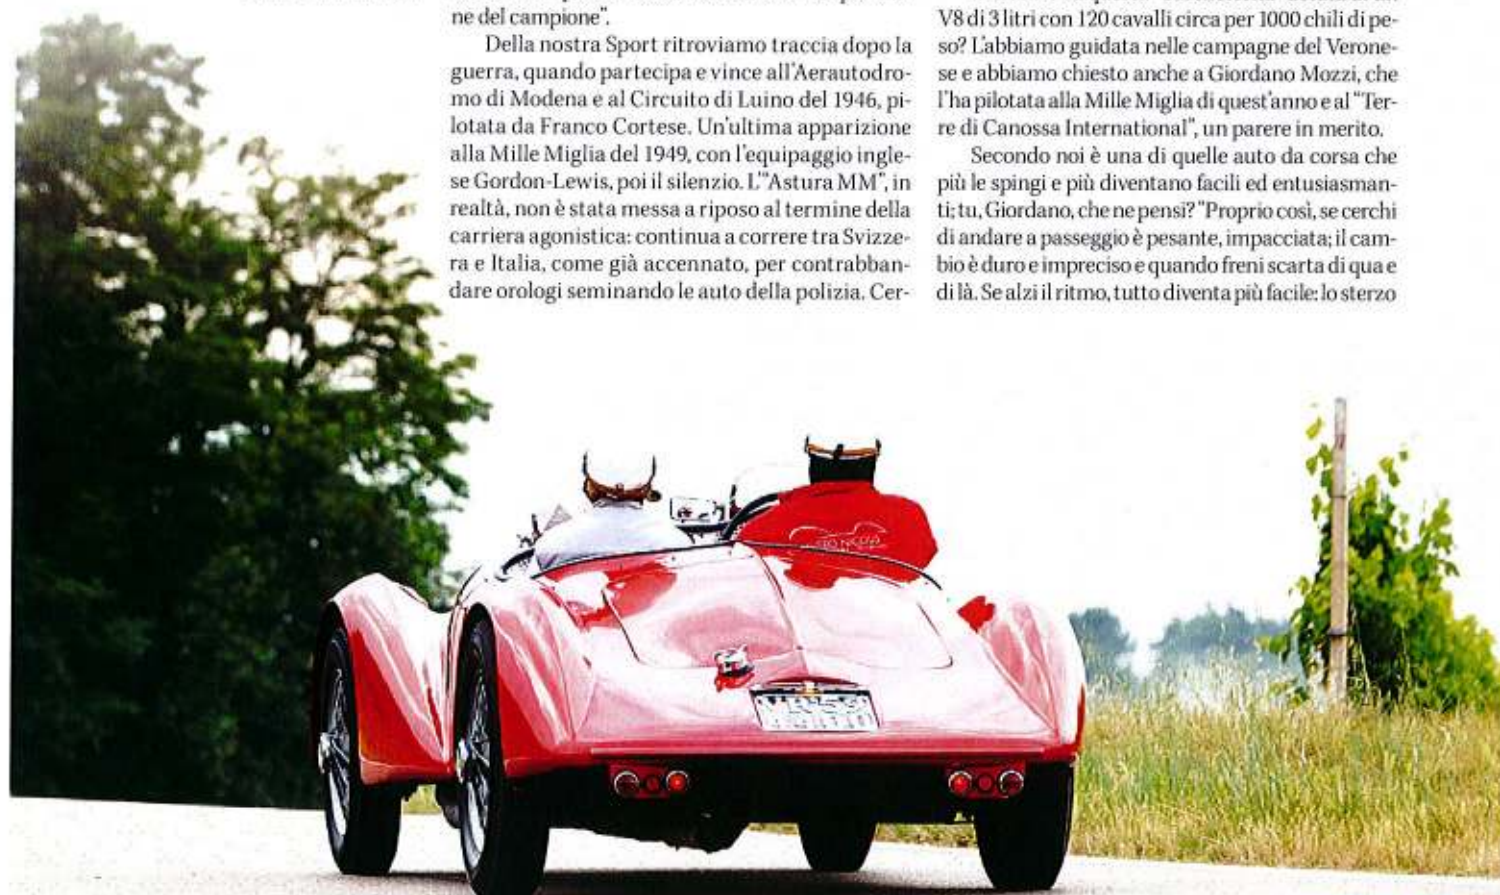 ne del campione".
Della nostra Sport ritroviamo traccia dopo la
guerra, quando partecipa e vince all'Aerautodro-
mo di Modena e al Circuito di Luino del 1946, pi-
lotata da Franco Cortese. Un'ultima apparizione
alla Mille Miglia del 1949, con l'equipaggio ingle-
se Gordon-Lewis, poi il silenzio. L'"Astura MM", in
realtà, non è stata messa a riposo al termine della
carriera agonistica: continua a correre tra Svizze-
ra e Italia, come già accennato, per contrabban-
dare orologi seminando le auto della polizia. Cer-
V8 di 3 litri con 120 cavalli circa per 1000 chili di pe-
so? L'abbiamo guidata nelle campagne del Verone-
se e abbiamo chiesto anche a Giordano Mozzi, che
l'ha pilotata alla Mille Miglia di quest'anno e al "Ter-
re di Canossa International", un parere in merito.
Secondo noi è una di quelle auto da corsa che
più le spingi e più diventano facili ed entusiasman-
ti; tu, Giordano, che ne pensi? "Proprio così, se cerchi
di andare a passeggio è pesante, impacciata; il cam-
bio è duro e impreciso e quando freni scarta di qua e
di là. Se alzi il ritmo, tutto diventa più facile: lo sterzo